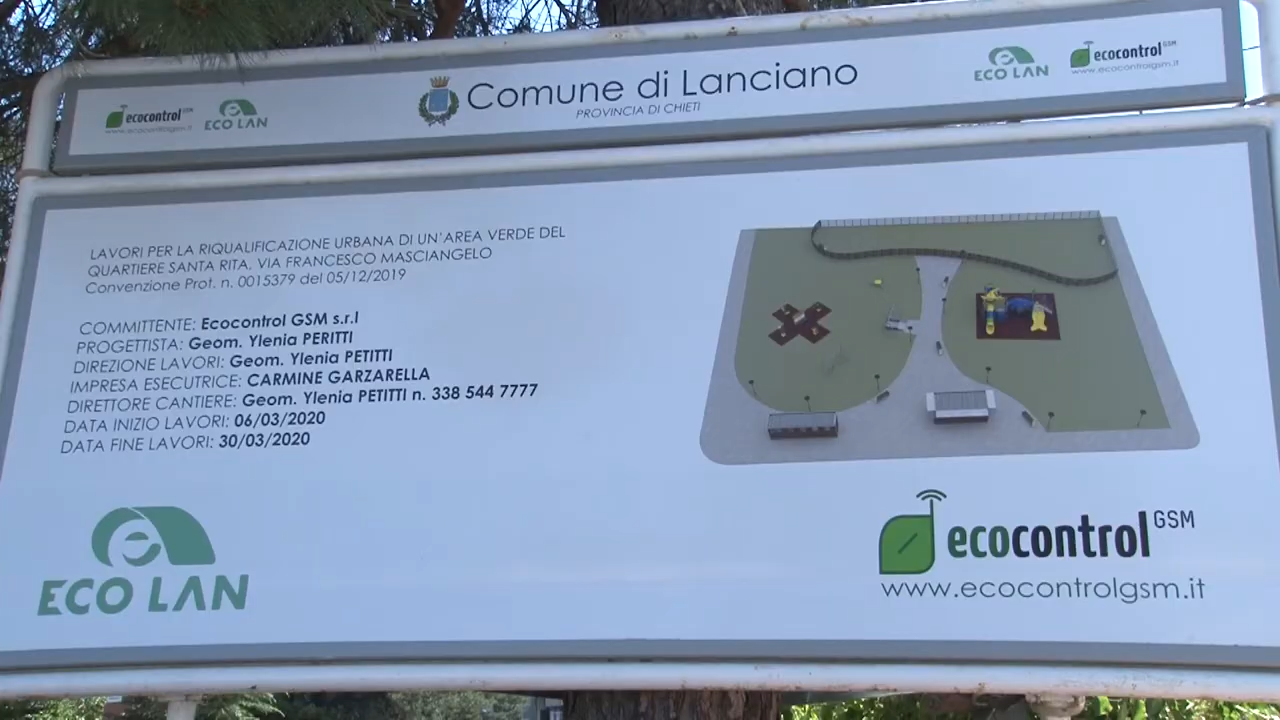 ecocontrol GSM
www.ecocontrolgsm.it
ECO LAN
Comune di Lanciano
PROVINCIA DI CHIETI
ECO LAN
ecocontrol GSM
www.ecocontrolgsm.it
LAVORI PER LA RIQUALIFICAZIONE URBANA DI UN'AREA VERDE DEL
QUARTIERE SANTA RITA, VIA FRANCESCO MASCIANGELO
Convenzione Prot. n. 0015379 del 05/12/2019
COMMITTENTE: Ecocontrol GSM s.r.l
PROGETTISTA: Geom. Ylenia PERITTI
DIREZIONE LAVORI: Geom. Ylenia PETITTI
IMPRESA ESECUTRICE: CARMINE GARZARELLA
DIRETTORE CANTIERE: Geom. Ylenia PETITTI n. 338 544 7777
DATA INIZIO LAVORI: 06/03/2020
DATA FINE LAVORI: 30/03/2020
ECO LAN
ecocontrol GSM
www.ecocontrolgsm.it